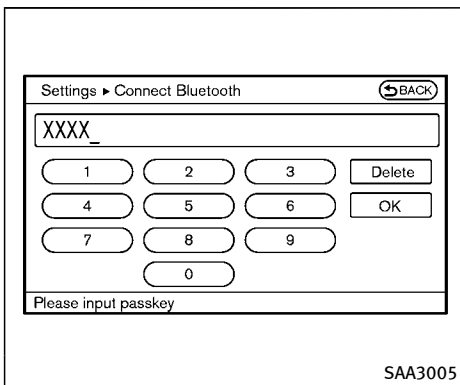 Settings ▸ Connect Bluetooth BACK
XXXX_
1 2 3 Delete
4 5 6 OK
7 8 9
0
Please input passkey
SAA3005